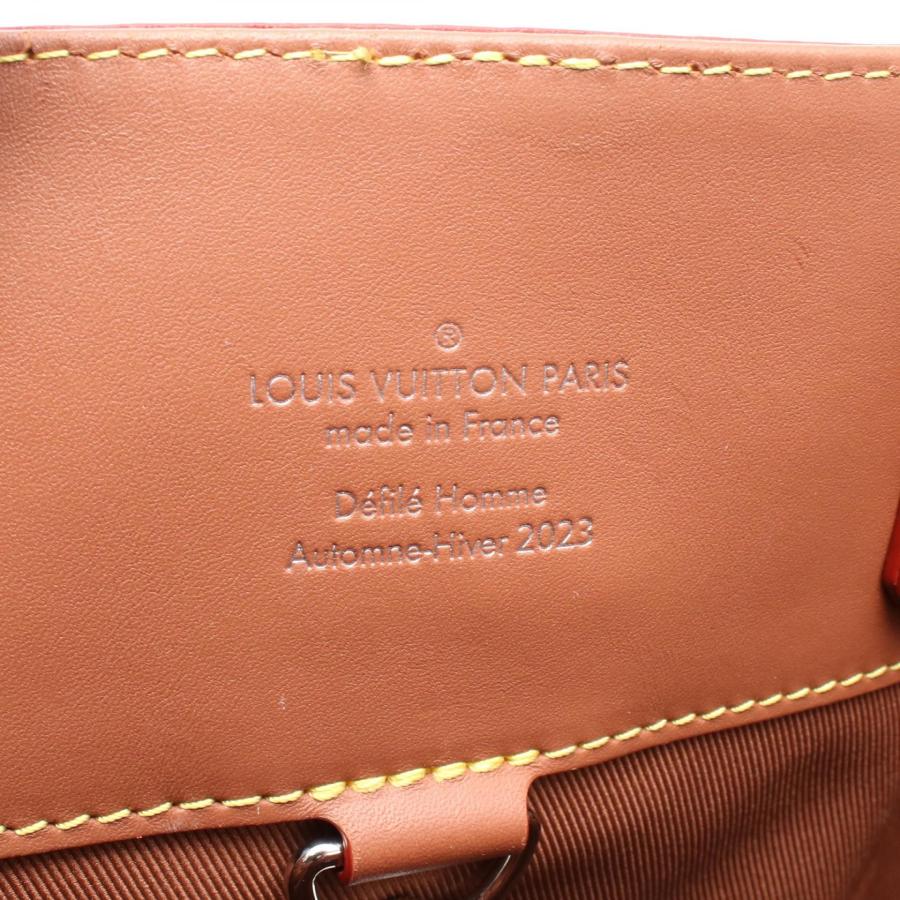 ®
LOUIS VUITTON PARIS
made in France
Défilé Homme
Automne-Hiver 2023